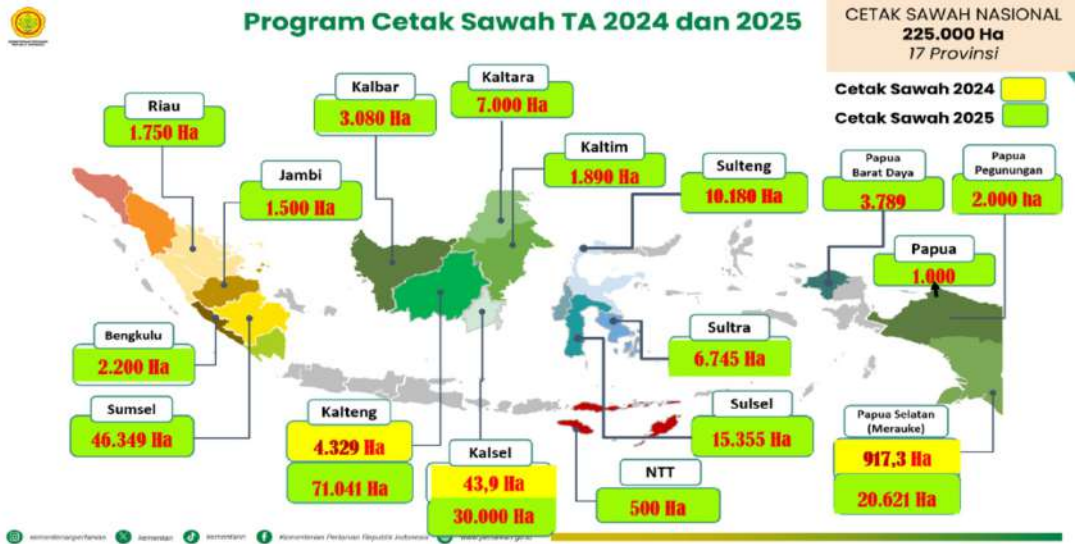 Program Cetak Sawah TA 2024 dan 2025
CETAK SAWAH NASIONAL
225.000 Ha
17 Provinsi
Cetak Sawah 2024
Cetak Sawah 2025
Riau
1.750 Ha
Jambi
1.500 Ha
Kalbar
3.080 Ha
Kaltara
7.000 Ha
Kaltim
1.890 Ha
Sulteng
10.180 Ha
Papua
Barat Daya
3.789
Papua
Pegunungan
2.000 ha
Papua
1.000
Bengkulu
2.200 Ha
Sumsel
46.349 Ha
Kalteng
4.329 Ha
71.041 Ha
Kalsel
43,9 Ha
30.000 Ha
Sultra
6.745 Ha
Sulsel
15.355 Ha
NTT
500 Ha
Papua Selatan
(Merauke)
917,3 Ha
20.621 Ha
kementerianpertanian
kementan
kementann
Kementerian Pertanian Republik Indonesia